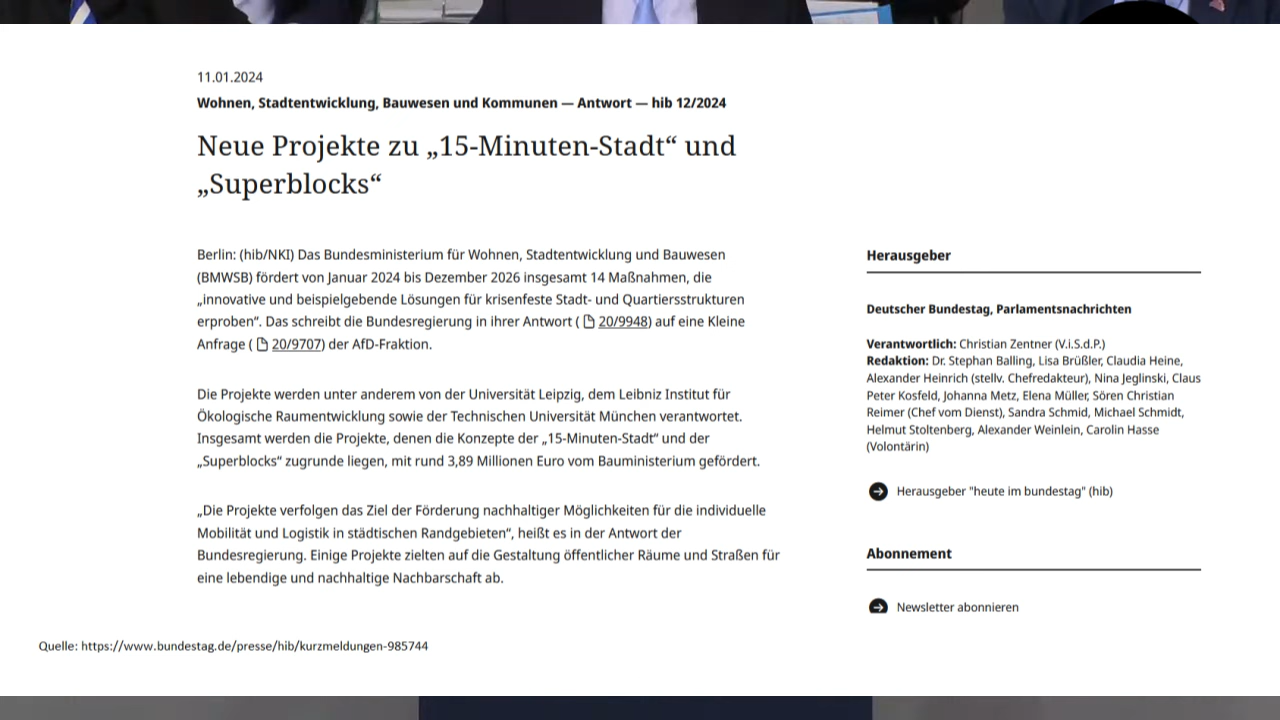 11.01.2024
Wohnen, Stadtentwicklung, Bauwesen und Kommunen — Antwort — hib 12/2024
Neue Projekte zu „15-Minuten-Stadt“ und
„Superblocks“
Berlin: (hib/NKI) Das Bundesministerium für Wohnen, Stadtentwicklung und Bauwesen
(BMWSB) fördert von Januar 2024 bis Dezember 2026 insgesamt 14 Maßnahmen, die
„innovative und beispielgebende Lösungen für krisenfeste Stadt- und Quartiersstrukturen
erproben“. Das schreibt die Bundesregierung in ihrer Antwort ( 20/9948) auf eine Kleine
Anfrage ( 20/9707) der AfD-Fraktion.
Die Projekte werden unter anderem von der Universität Leipzig, dem Leibniz Institut für
Ökologische Raumentwicklung sowie der Technischen Universität München verantwortet.
Insgesamt werden die Projekte, denen die Konzepte der „15-Minuten-Stadt“ und der
„Superblocks“ zugrunde liegen, mit rund 3,89 Millionen Euro vom Bauministerium gefördert.
„Die Projekte verfolgen das Ziel der Förderung nachhaltiger Möglichkeiten für die individuelle
Mobilität und Logistik in städtischen Randgebieten“, heißt es in der Antwort der
Bundesregierung. Einige Projekte zielten auf die Gestaltung öffentlicher Räume und Straßen für
eine lebendige und nachhaltige Nachbarschaft ab.
Herausgeber
Deutscher Bundestag, Parlamentsnachrichten
Verantwortlich: Christian Zentner (V.i.S.d.P.)
Redaktion: Dr. Stephan Balling, Lisa Brüßler, Claudia Heine,
Alexander Heinrich (stellv. Chefredakteur), Nina Jeglinski, Claus
Peter Kosfeld, Johanna Metz, Elena Müller, Sören Christian
Reimer (Chef vom Dienst), Sandra Schmid, Michael Schmidt,
Helmut Stoltenberg, Alexander Weinlein, Carolin Hasse
(Volontärin)
Herausgeber "heute im bundestag" (hib)
Abonnement
Newsletter abonnieren
Quelle: https://www.bundestag.de/presse/hib/kurzmeldungen-985744